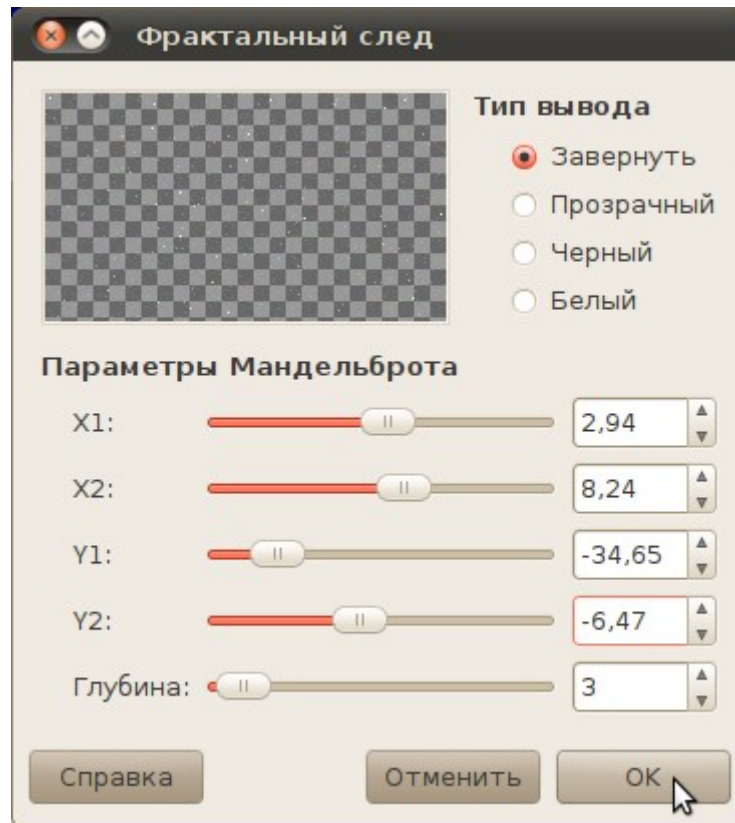 Фрактальный след
Тип вывода
Завернуть
Прозрачный
Черный
Белый
Параметры Мандельброта
X1: 2,94
X2: 8,24
Y1: -34,65
Y2: -6,47
Глубина: 3
Справка Отменить OK